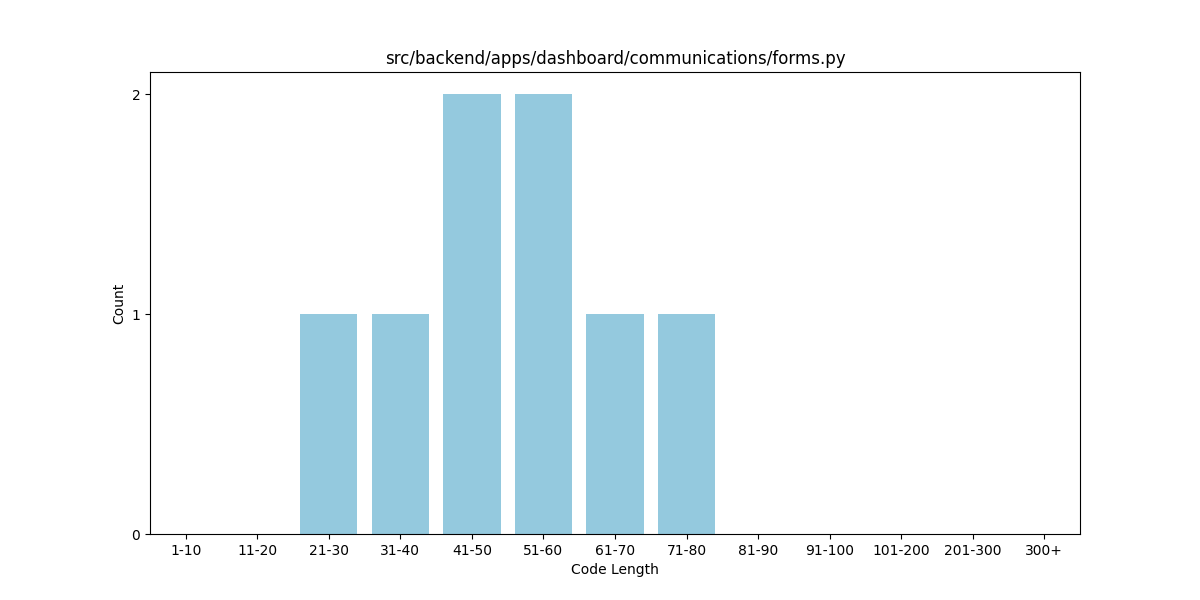 src/backend/apps/dashboard/communications/forms.py
Count
2
1
0
1-10 11-20 21-30 31-40 41-50 51-60 61-70 71-80 81-90 91-100 101-200 201-300 300+
Code Length